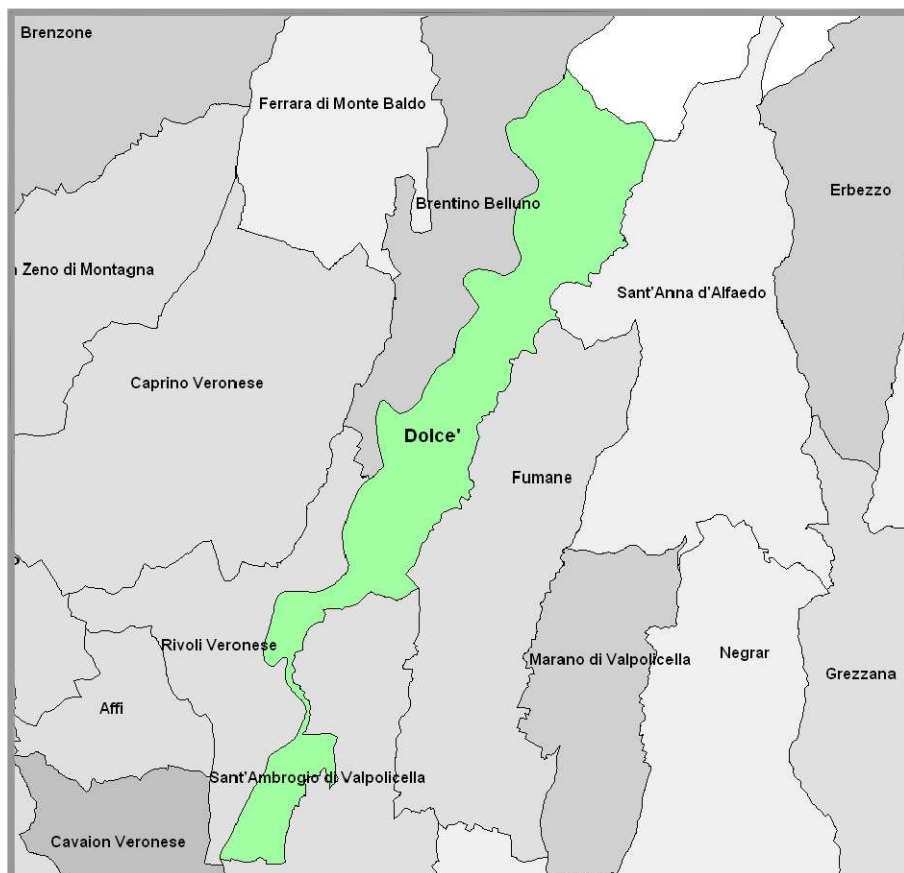 Brenzone
Ferrara di Monte Baldo
Erbezzo
Brentino Belluno
Zeno di Montagna
Sant'Anna d'Alfaedo
Caprino Veronese
Dolce'
Fumane
Rivoli Veronese
Marano di Valpolicella
Negrar
Grezzana
Affi
Sant'Ambrogio di Valpolicella
Cavaion Veronese